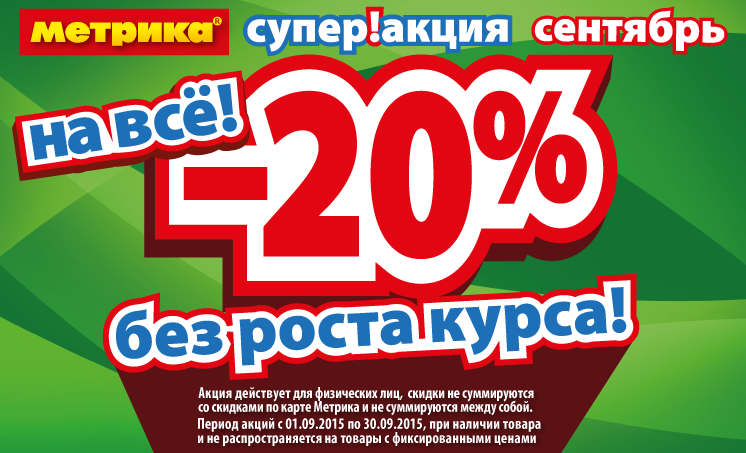 метрика®
супер!акция
сентябрь
на всё!
-20%
без роста курса!
Акция действует для физических лиц, скидки не суммируются
со скидками по карте Метрика и не суммируются между собой.
Период акций с 01.09.2015 по 30.09.2015, при наличии товара
и не распространяется на товары с фиксированными ценами